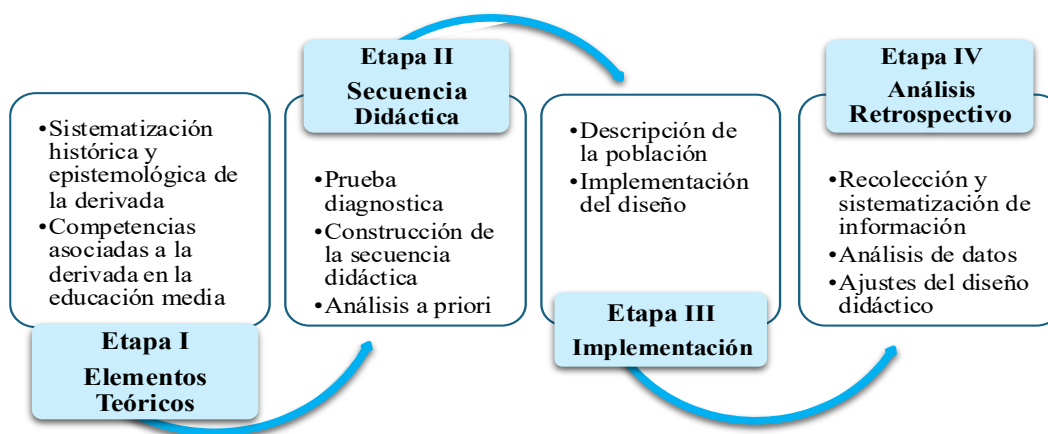 •Sistematización
histórica y
epistemológica de
la derivada
•Competencias
asociadas a la
derivada en la
educación media
Etapa I
Elementos
Teóricos
Etapa II
Secuencia
Didáctica
•Prueba
diagnostica
•Construcción de
la secuencia
didáctica
•Análisis a priori
•Descripción de
la población
•Implementación
del diseño
Etapa III
Implementación
Etapa IV
Análisis
Retrospectivo
•Recolección y
sistematización de
información
•Análisis de datos
•Ajustes del diseño
didáctico